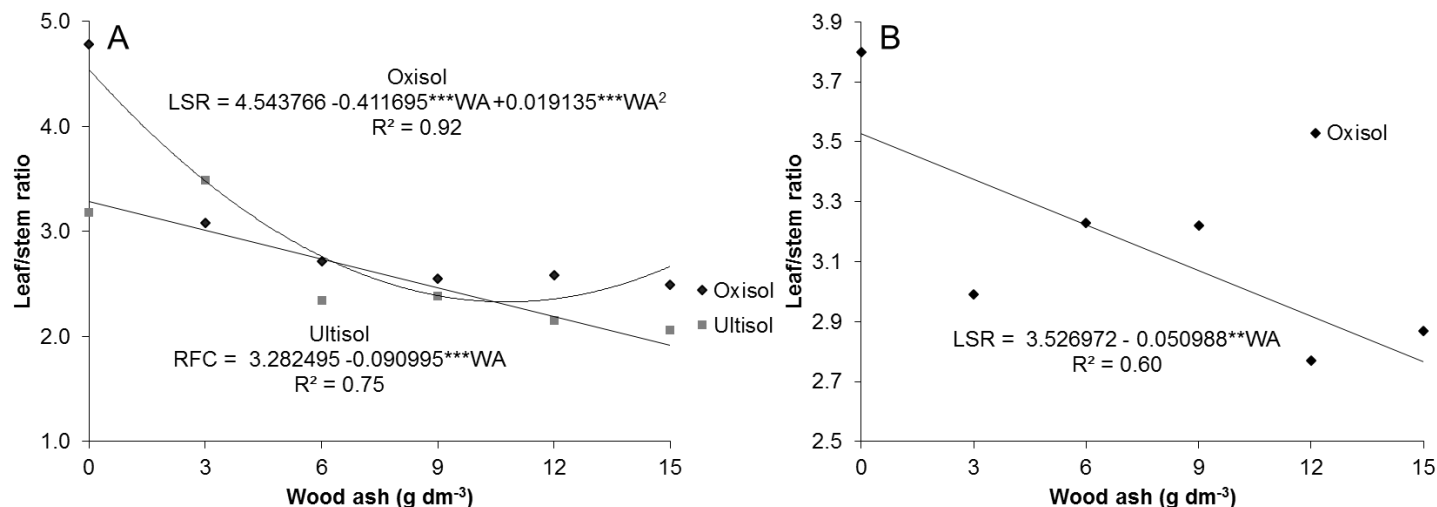 A
Leaf/stem ratio
5.0
4.0
3.0
2.0
1.0
Oxisol
LSR = 4.543766 -0.411695***WA+0.019135***WA²
R² = 0.92
Ultisol
RFC = 3.282495 -0.090995***WA
R² = 0.75
Oxisol
Ultisol
0 3 6 9 12 15
Wood ash (g dm⁻³)
B
Leaf/stem ratio
3.9
3.7
3.5
3.3
3.1
2.9
2.7
2.5
Oxisol
LSR = 3.526972 - 0.050988**WA
R² = 0.60
0 3 6 9 12 15
Wood ash (g dm⁻³)